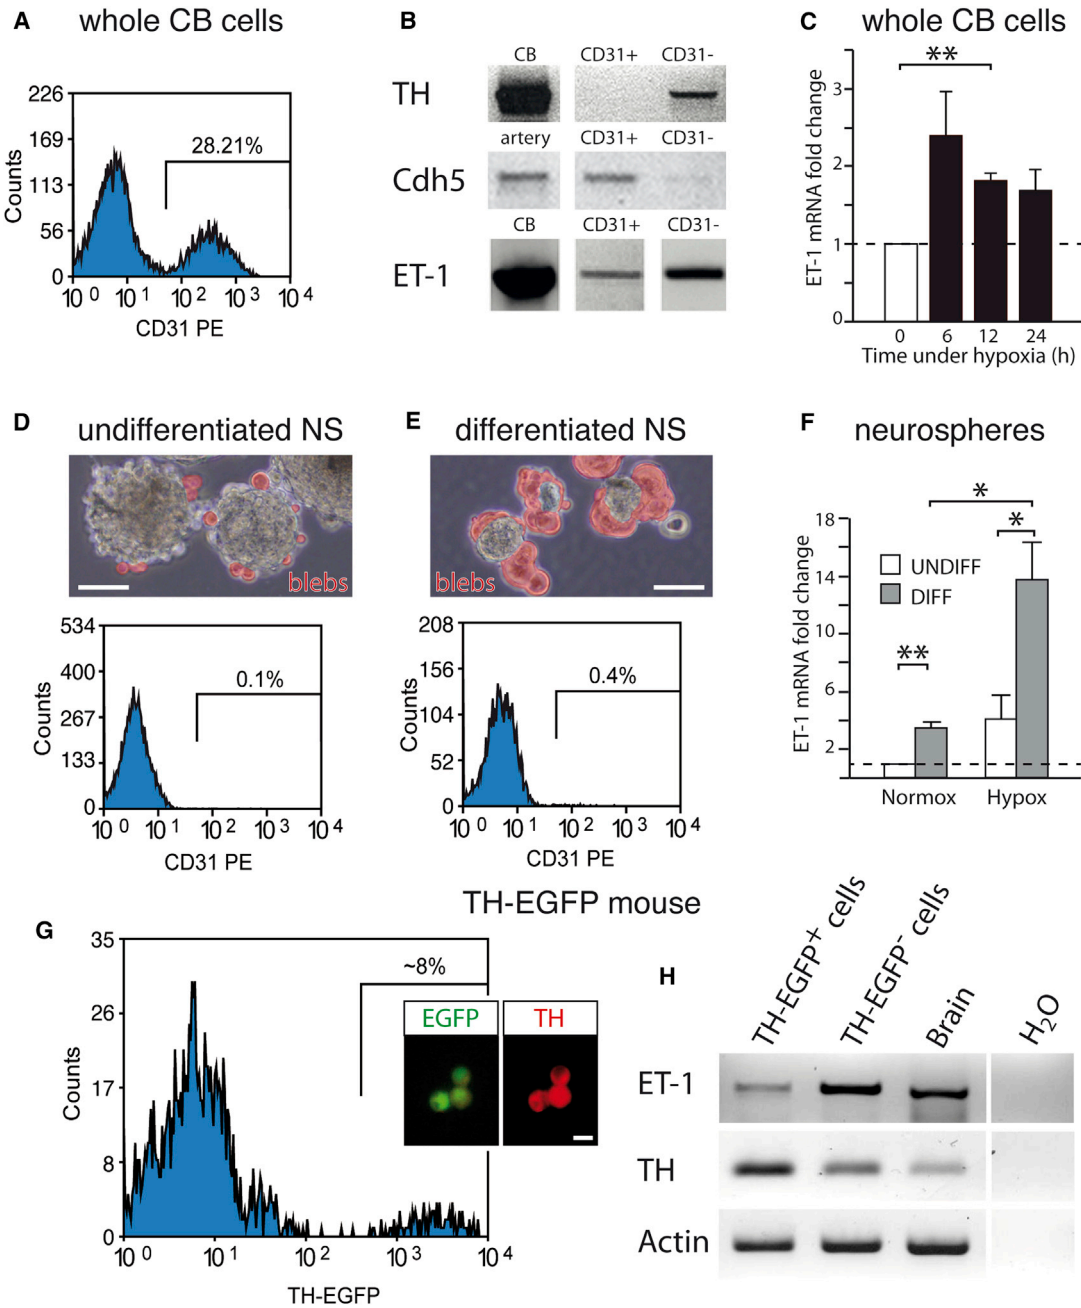 A
whole CB cells
226
169
113
56
0
Counts
28.21%
10 0
10 1
10 2
10 3
10 4
CD31 PE
B
CB
CD31+
CD31-
TH
artery
CD31+
CD31-
Cdh5
CB
CD31+
CD31-
ET-1
C
whole CB cells
**
ET-1 mRNA fold change
3
2
1
0
0
6
12
24
Time under hypoxia (h)
D
undifferentiated NS
blebs
534
400
267
133
0
Counts
0.1%
10 0
10 1
10 2
10 3
10 4
CD31 PE
E
differentiated NS
blebs
208
156
104
52
0
Counts
0.4%
10 0
10 1
10 2
10 3
10 4
CD31 PE
F
neurospheres
*
*
**
ET-1 mRNA fold change
18
14
10
6
2
UNDIFF
DIFF
Normox
Hypox
TH-EGFP mouse
G
35
26
17
8
0
Counts
~8%
EGFP
TH
10 0
10 1
10 2
10 3
10 4
TH-EGFP
H
TH-EGFP+ cells
TH-EGFP- cells
Brain
H2O
ET-1
TH
Actin